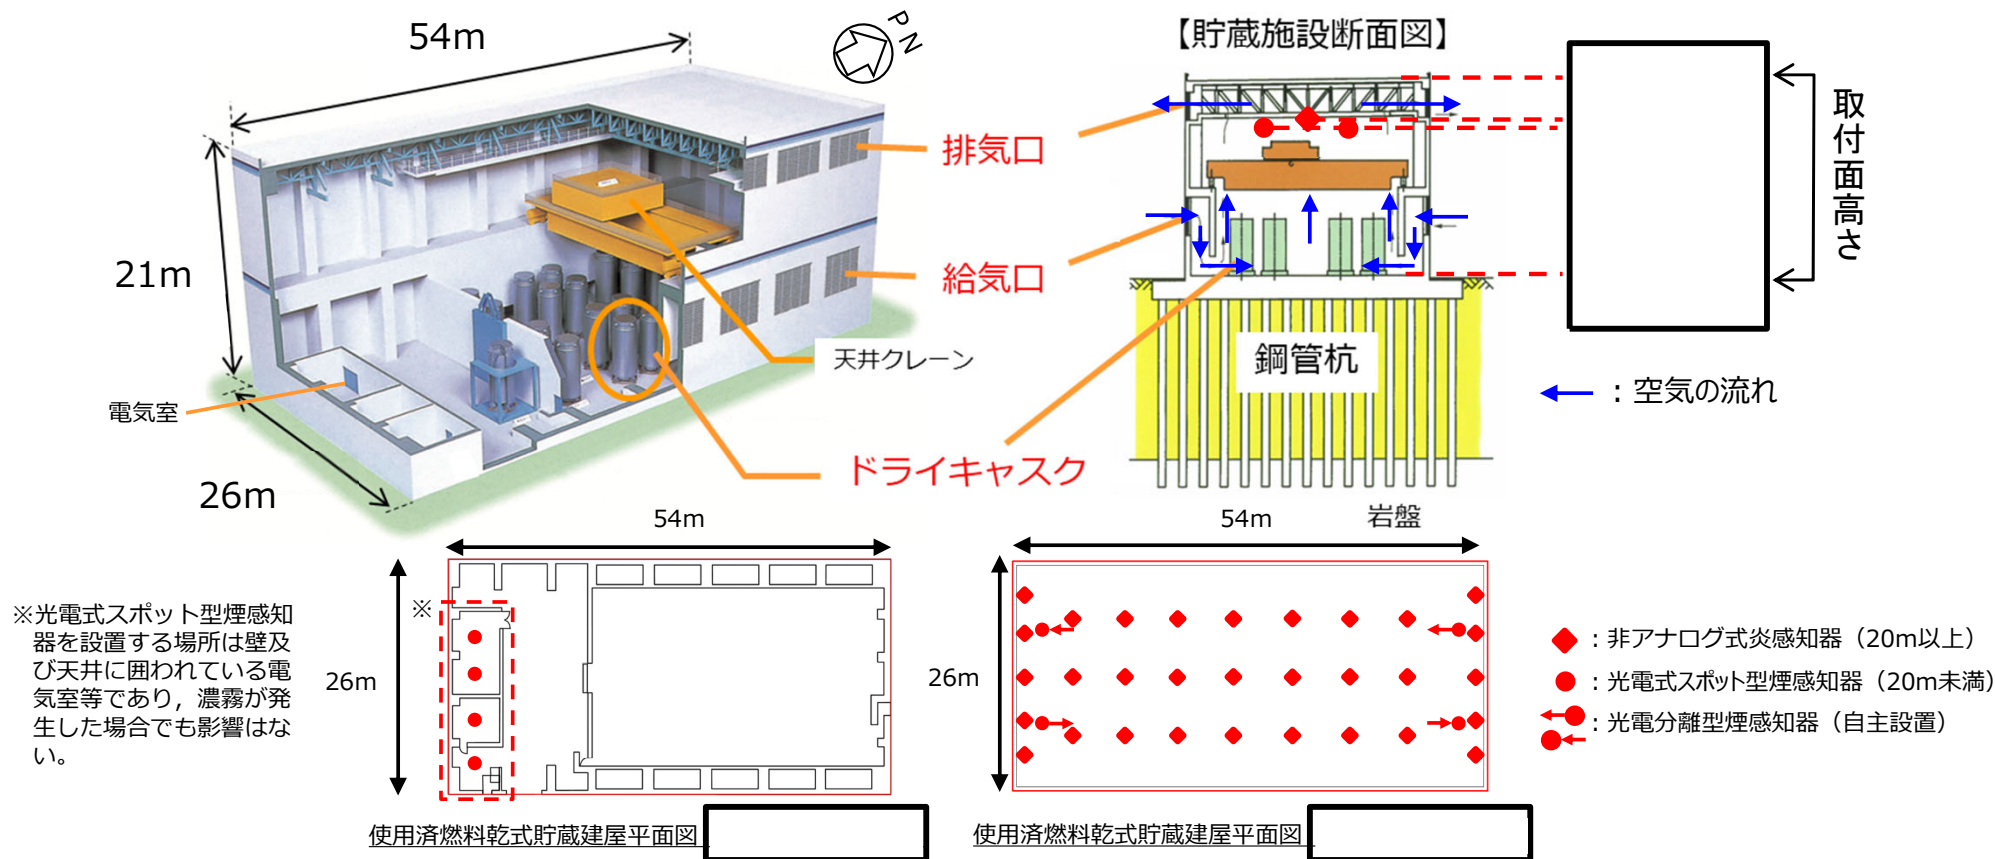 54m
PN
【貯蔵施設断面図】
排気口
取付面高さ
21m
給気口
天井クレーン
鋼管杭
：空気の流れ
電気室
ドライキャスク
26m
岩盤
54m
54m
※
※光電式スポット型煙感知
器を設置する場所は壁及
び天井に囲われている電
気室等であり，濃霧が発
生した場合でも影響はな
い。
26m
26m
：非アナログ式炎感知器（20m以上）
：光電式スポット型煙感知器（20m未満）
：光電分離型煙感知器（自主設置）
使用済燃料乾式貯蔵建屋平面図
使用済燃料乾式貯蔵建屋平面図